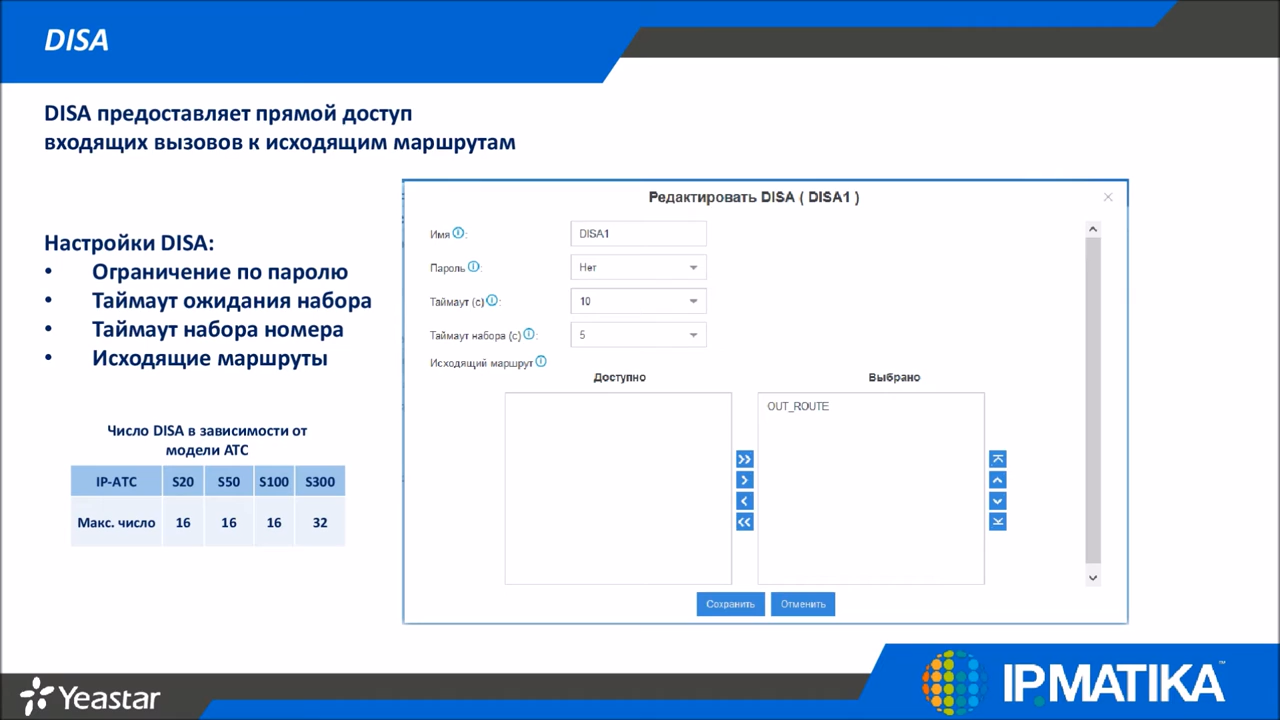 DISA
DISA предоставляет прямой доступ
входящих вызовов к исходящим маршрутам
Настройки DISA:
• Ограничение по паролю
• Таймаут ожидания набора
• Таймаут набора номера
• Исходящие маршруты
Число DISA в зависимости от
модели АТС
IP-АТС S20 S50 S100 S300
Макс. число 16 16 16 32
Редактировать DISA ( DISA1 )
Имя : DISA1
Пароль : Нет
Таймаут (с) : 10
Таймаут набора (с) : 5
Исходящий маршрут
Доступно Выбрано
OUT_ROUTE
Сохранить Отменить
Yeastar
IPMATIKA™